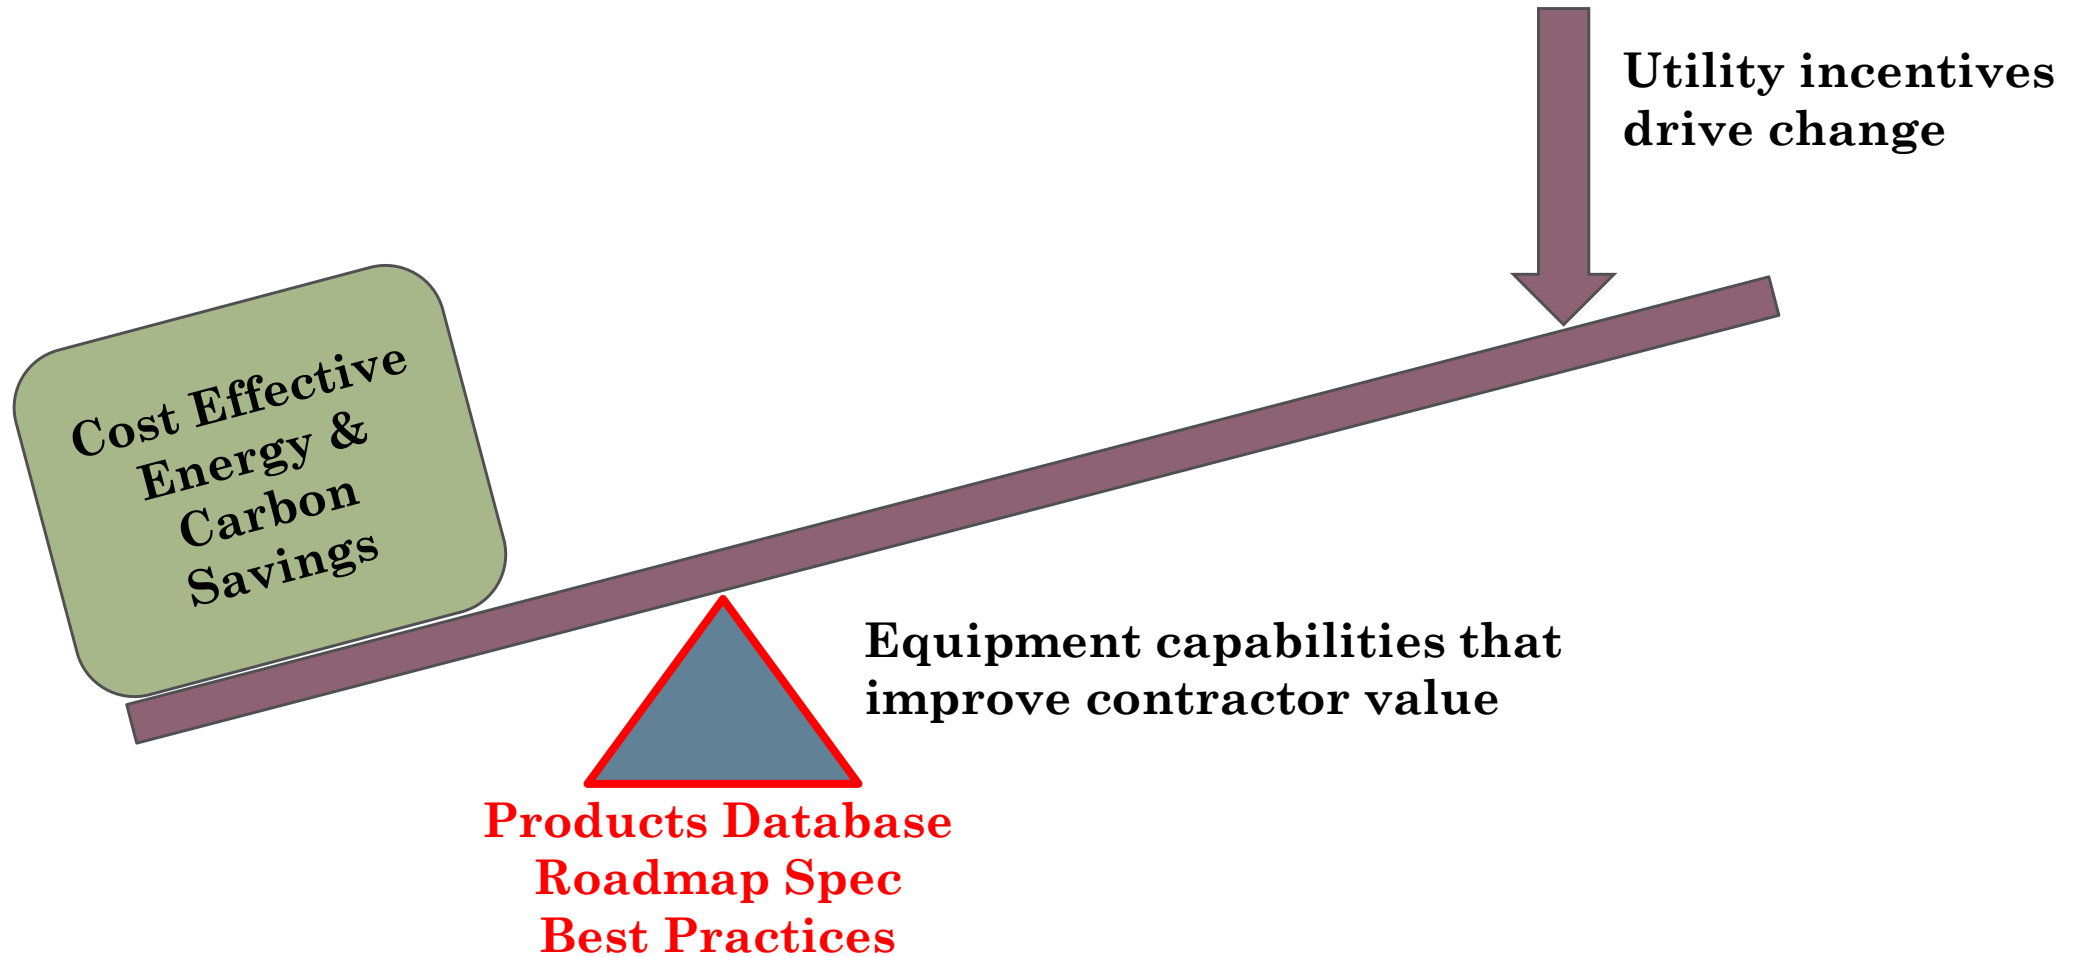 Utility incentives
drive change
Cost Effective
Energy &
Carbon
Savings
Equipment capabilities that
improve contractor value
Products Database
Roadmap Spec
Best Practices